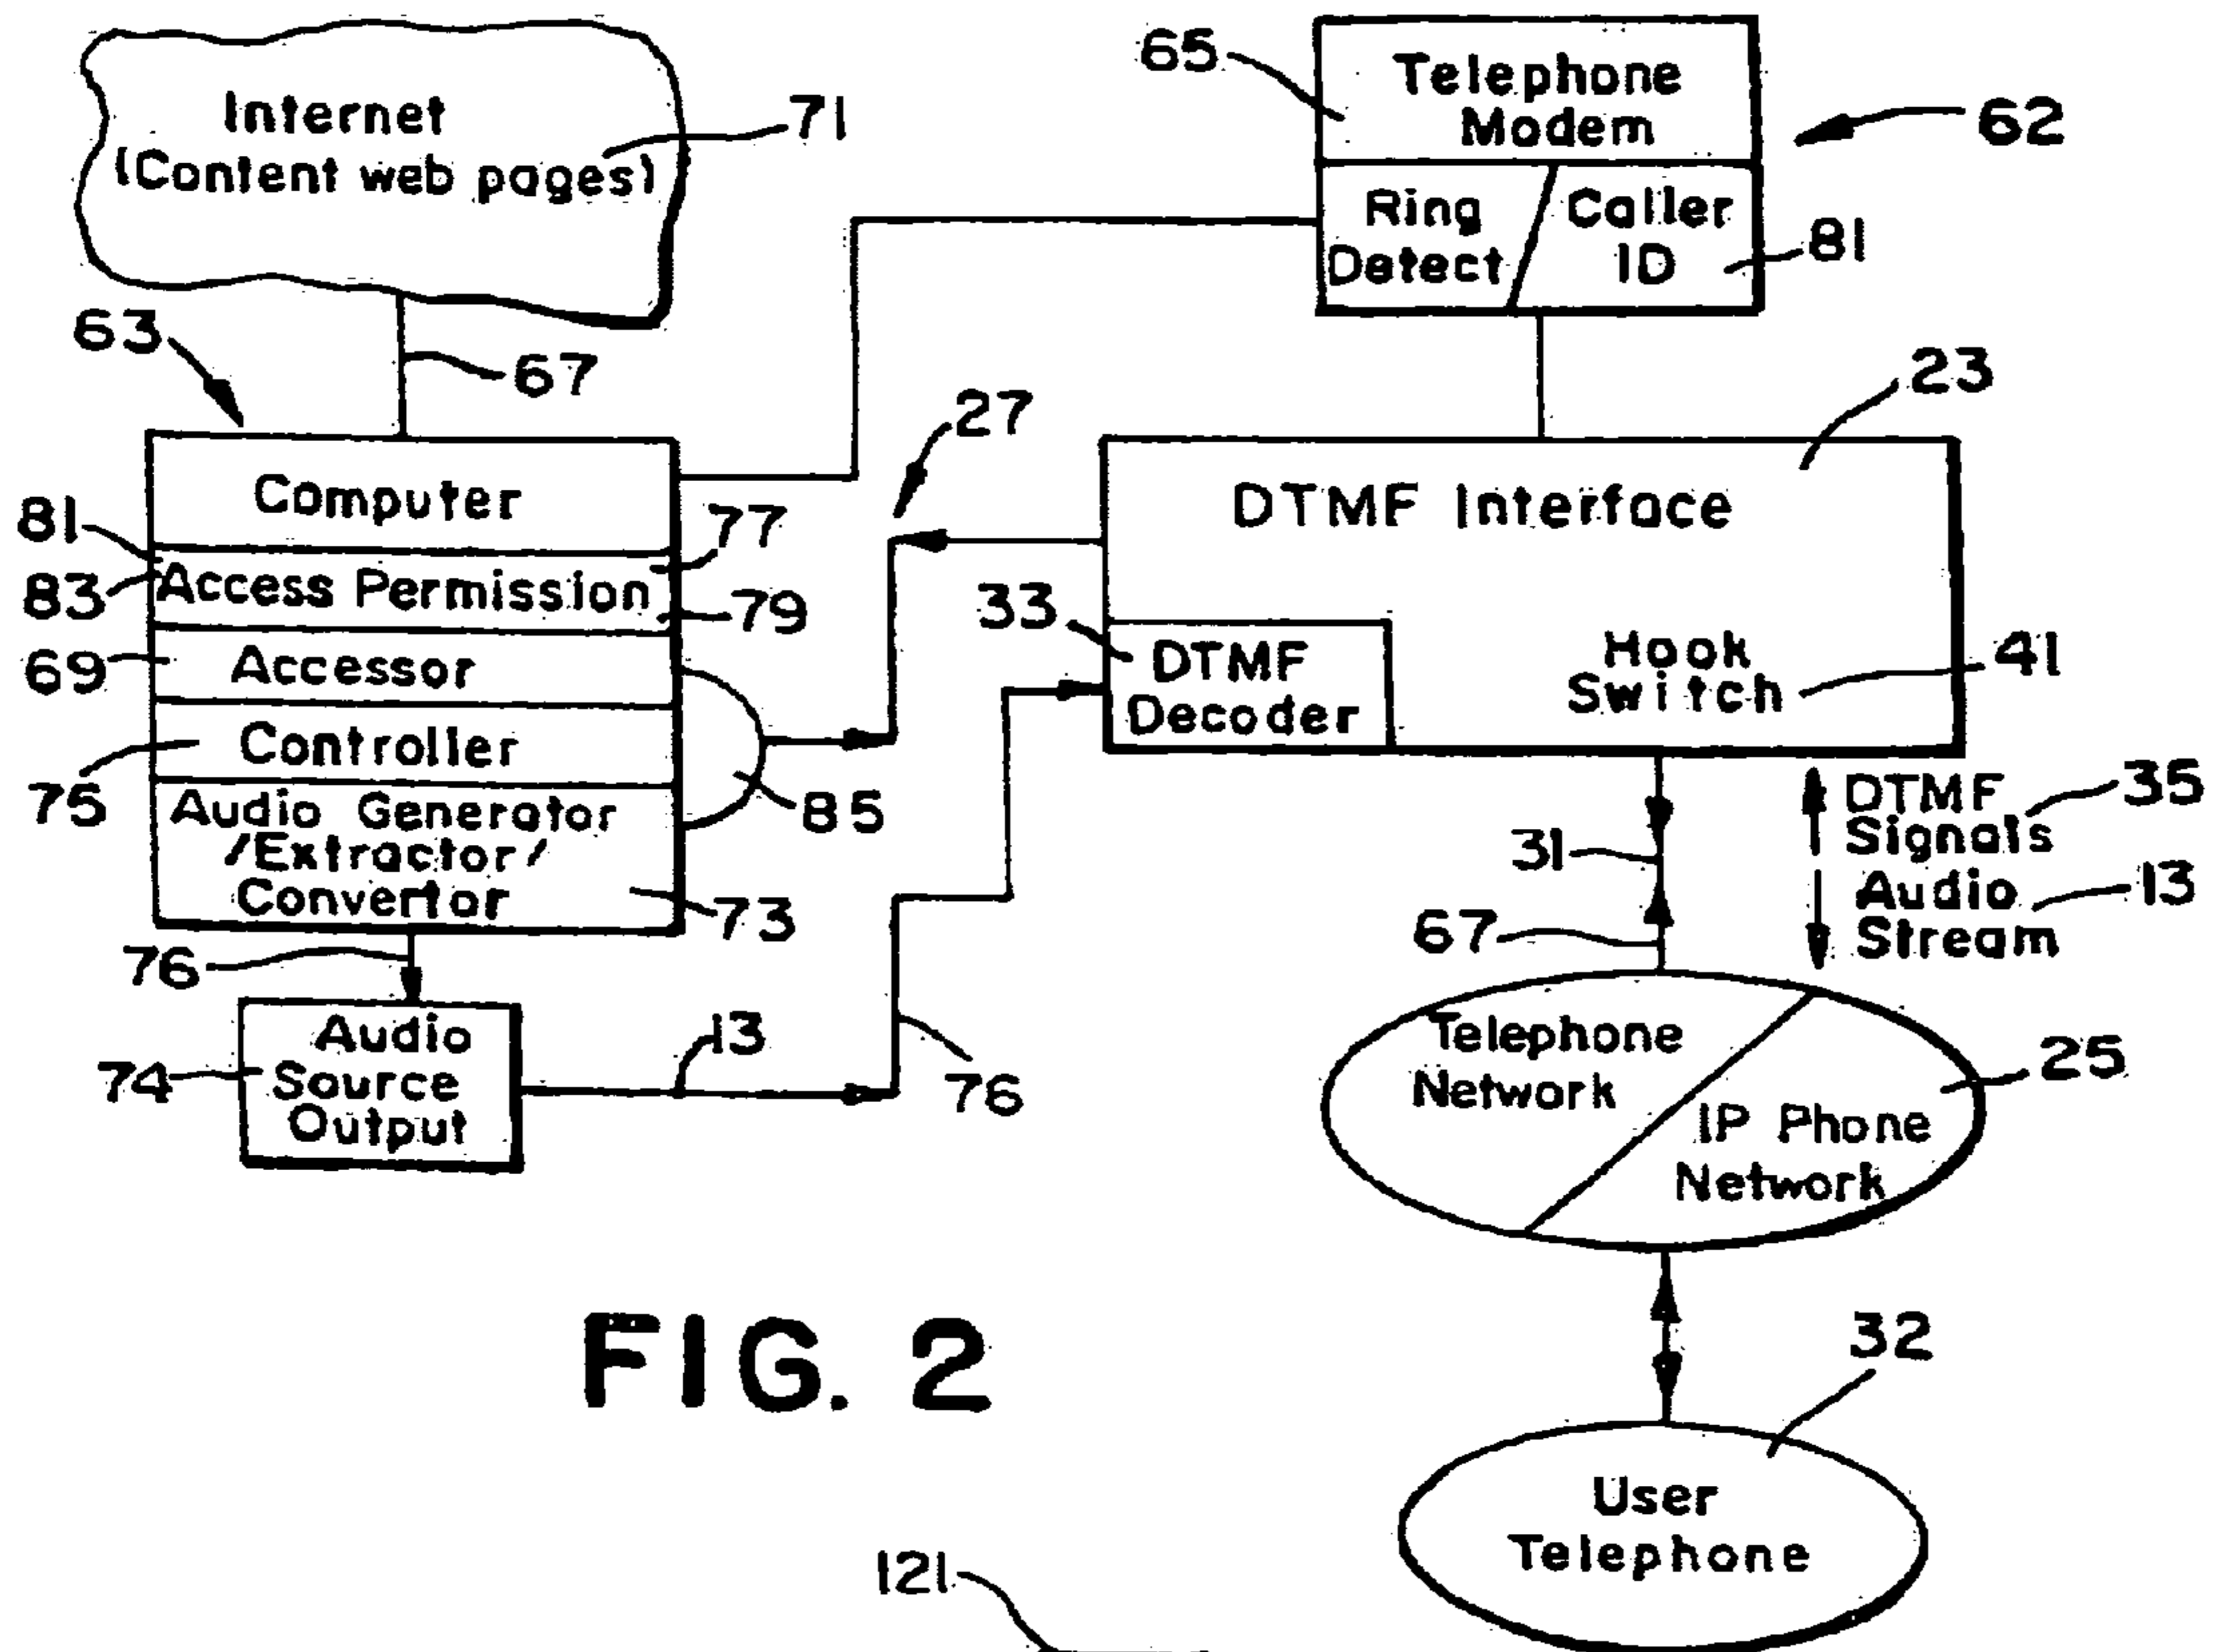 Internet
(Content web pages)
71
65
Telephone
Modem
62
Ring
Detect
Caller
ID
81
63
67
27
23
Computer
81
83
Access Permission
77
79
69
Accessor
75
Controller
85
Audio Generator
/Extractor/
Convertor
73
76
74
Audio
Source
Output
13
76
DTMF Interface
33
DTMF
Decoder
Hook
Switch
41
31
67
DTMF
Signals
35
Audio
Stream
13
Telephone
Network
IP Phone
Network
25
32
User
Telephone
FIG. 2
121